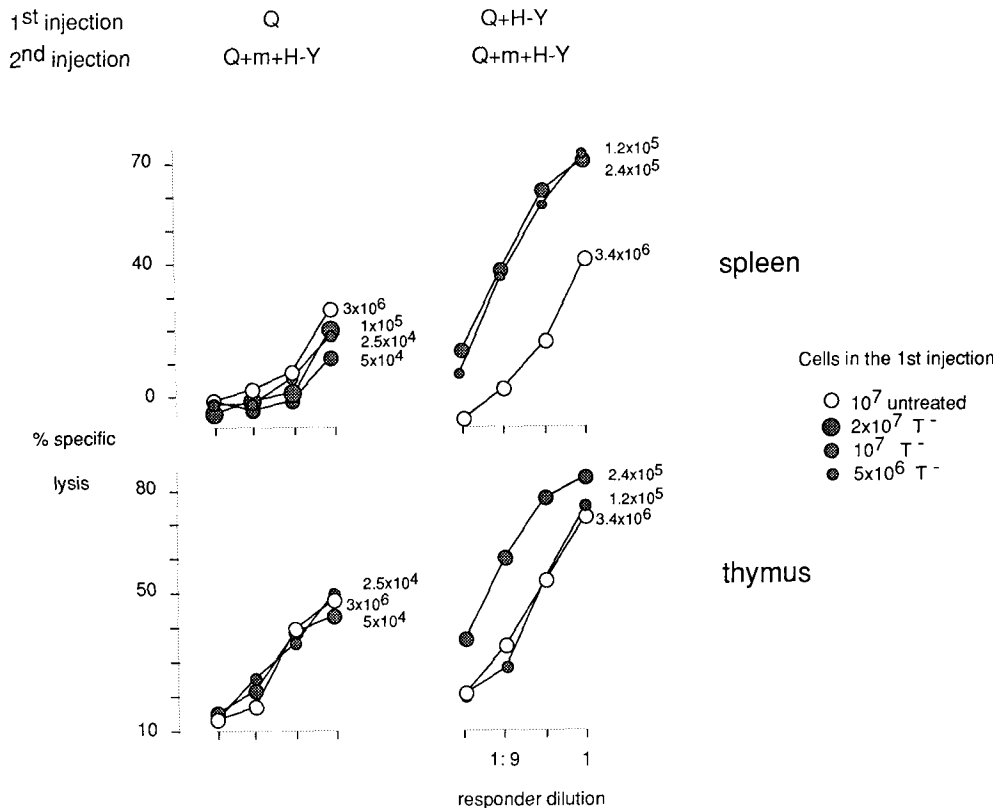 1st injection Q Q+H-Y
2nd injection Q+m+H-Y Q+m+H-Y
70
40
0
% specific
lysis
80
50
10
3x10^6
1x10^5
2.5x10^4
5x10^4
1.2x10^5
2.4x10^5
3.4x10^6
spleen
Cells in the 1st injection
10^7 untreated
2x10^7 T^-
10^7 T^-
5x10^6 T^-
2.5x10^4
3x10^6
5x10^4
2.4x10^5
1.2x10^5
3.4x10^6
thymus
1:9 1
responder dilution